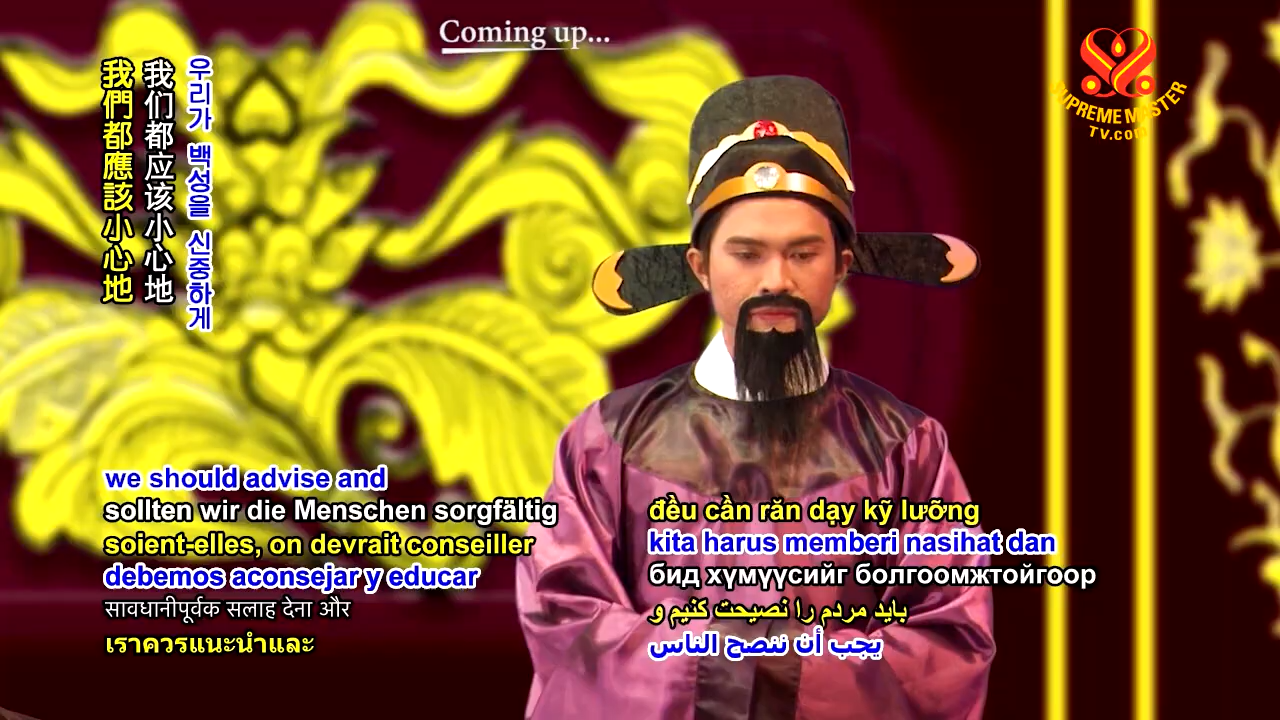 Coming up...
SUPREME MASTER
TV.com
我們都應該小心地
我们都应该小心地
우리가 백성을 신중하게
we should advise and
sollten wir die Menschen sorgfältig
soient-elles, on devrait conseiller
debemos aconsejar y educar
सावधानीपूर्वक सलाह देना और
เราควรแนะนำและ
đều cần răn dạy kỹ lưỡng
kita harus memberi nasihat dan
бид хүмүүсийг болгоомжтойгоор
باید مردم را نصیحت کنیم و
يجب أن ننصح الناس